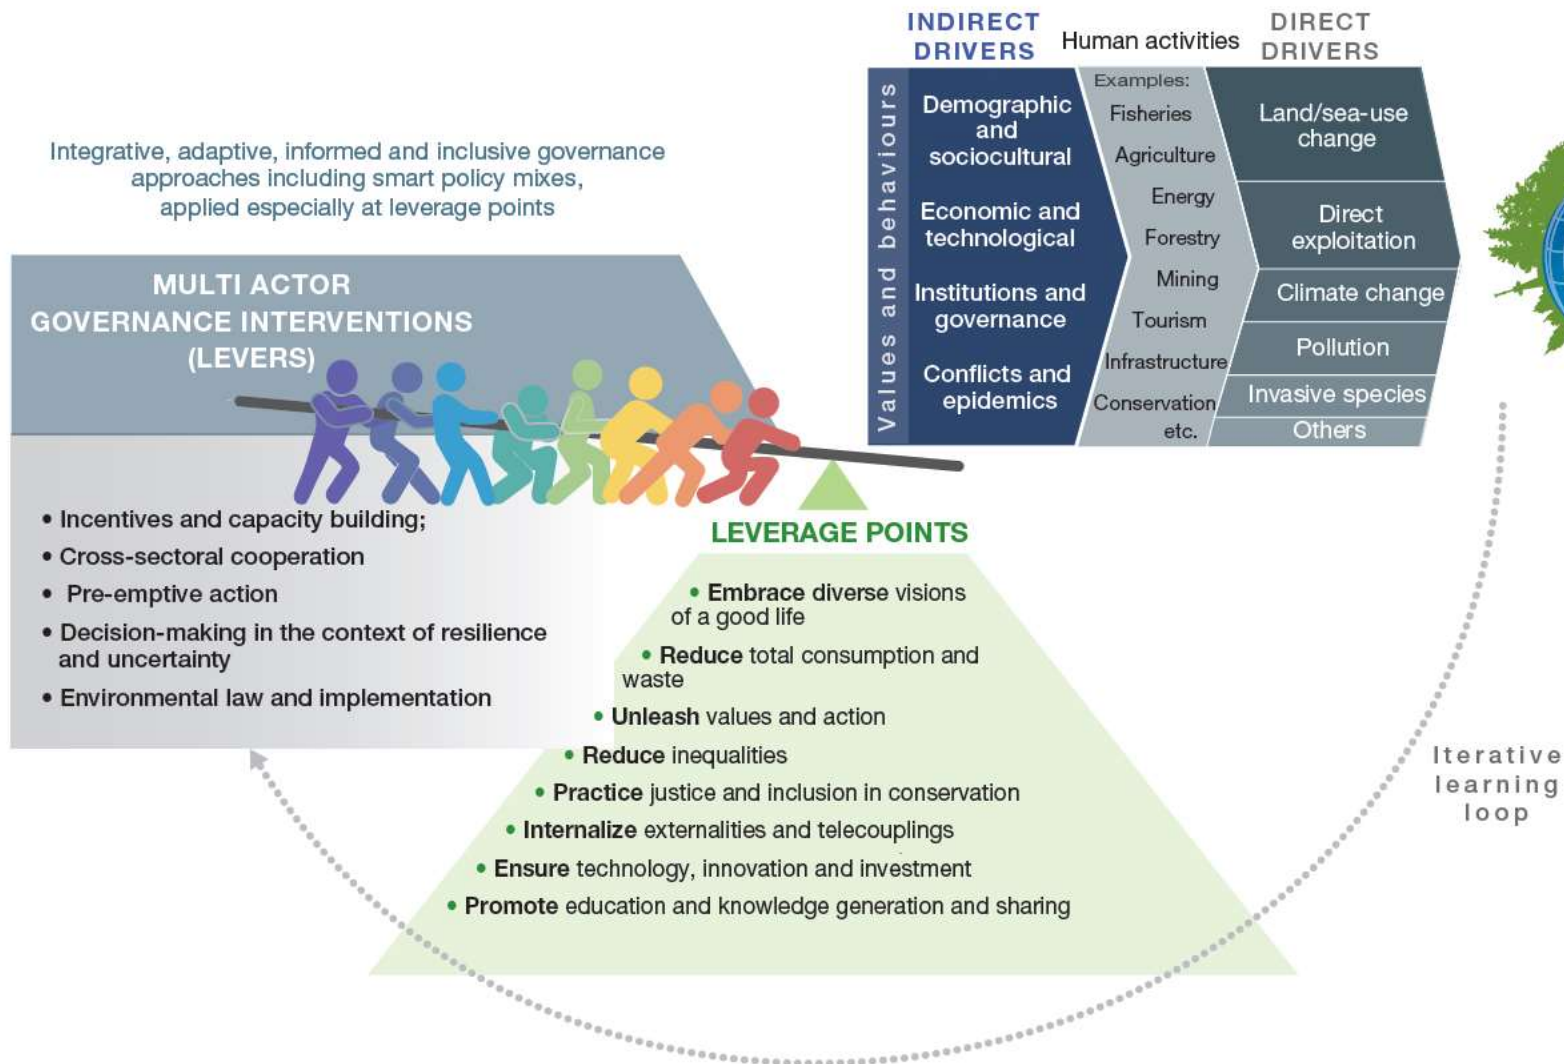 INDIRECT
DRIVERS
Human activities
DIRECT
DRIVERS
Values and behaviours
Demographic
and
sociocultural
Economic and
technological
Institutions and
governance
Conflicts and
epidemics
Examples:
Fisheries
Agriculture
Energy
Forestry
Mining
Tourism
Infrastructure
Conservation
etc.
Land/sea-use
change
Direct
exploitation
Climate change
Pollution
Invasive species
Others
Integrative, adaptive, informed and inclusive governance
approaches including smart policy mixes,
applied especially at leverage points
MULTI ACTOR
GOVERNANCE INTERVENTIONS
(LEVERS)
• Incentives and capacity building;
• Cross-sectoral cooperation
• Pre-emptive action
• Decision-making in the context of resilience
and uncertainty
• Environmental law and implementation
LEVERAGE POINTS
• Embrace diverse visions
of a good life
• Reduce total consumption and
waste
• Unleash values and action
• Reduce inequalities
• Practice justice and inclusion in conservation
• Internalize externalities and telecouplings
• Ensure technology, innovation and investment
• Promote education and knowledge generation and sharing
Iterative
learning
loop